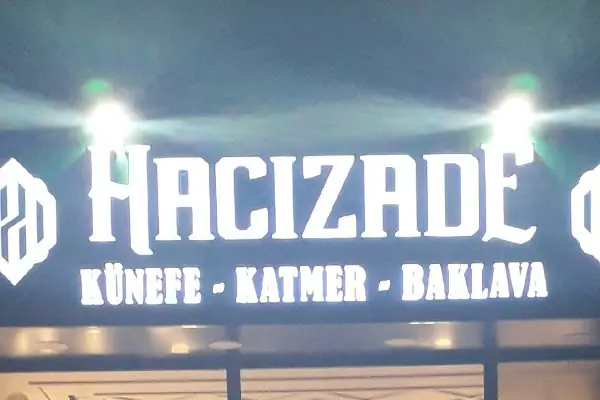 HACIZADE
KÜNEFE - KATMER - BAKLAVA